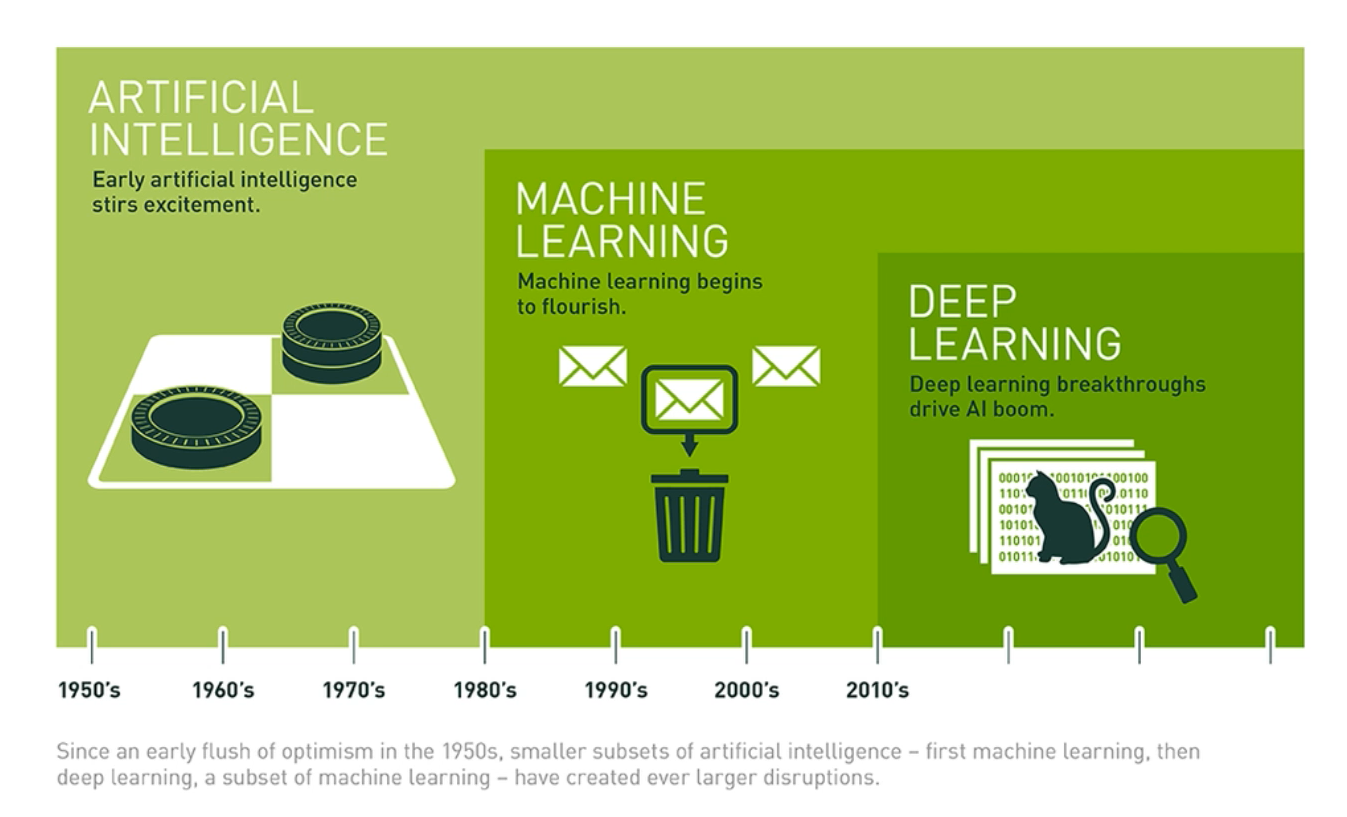 ARTIFICIAL
INTELLIGENCE
Early artificial intelligence
stirs excitement.
MACHINE
LEARNING
Machine learning begins
to flourish.
DEEP
LEARNING
Deep learning breakthroughs
drive AI boom.
1950's 1960's 1970's 1980's 1990's 2000's 2010's
Since an early flush of optimism in the 1950s, smaller subsets of artificial intelligence – first machine learning, then
deep learning, a subset of machine learning – have created ever larger disruptions.